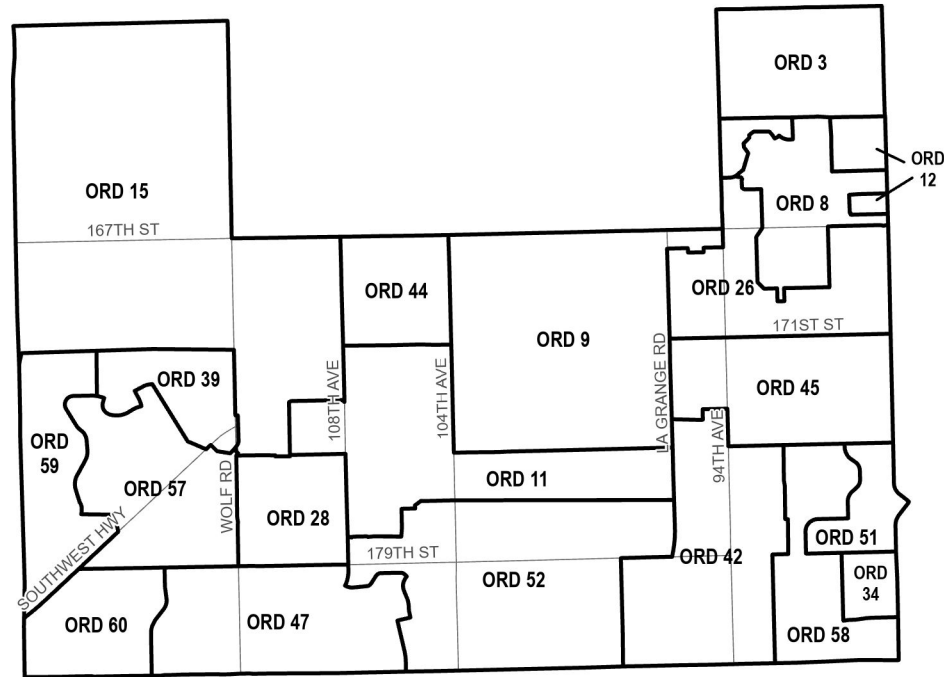 ORD 3
ORD
12
ORD 15
ORD 8
167TH ST
ORD 44
ORD 26
171ST ST
ORD 9
ORD 39
108TH AVE
104TH AVE
LA GRANGE RD
ORD 45
ORD
59
94TH AVE
ORD 57
WOLF RD
ORD 11
ORD 28
SOUTHWEST HWY
179TH ST
ORD 52
ORD 42
ORD 51
ORD
34
ORD 60
ORD 47
ORD 58